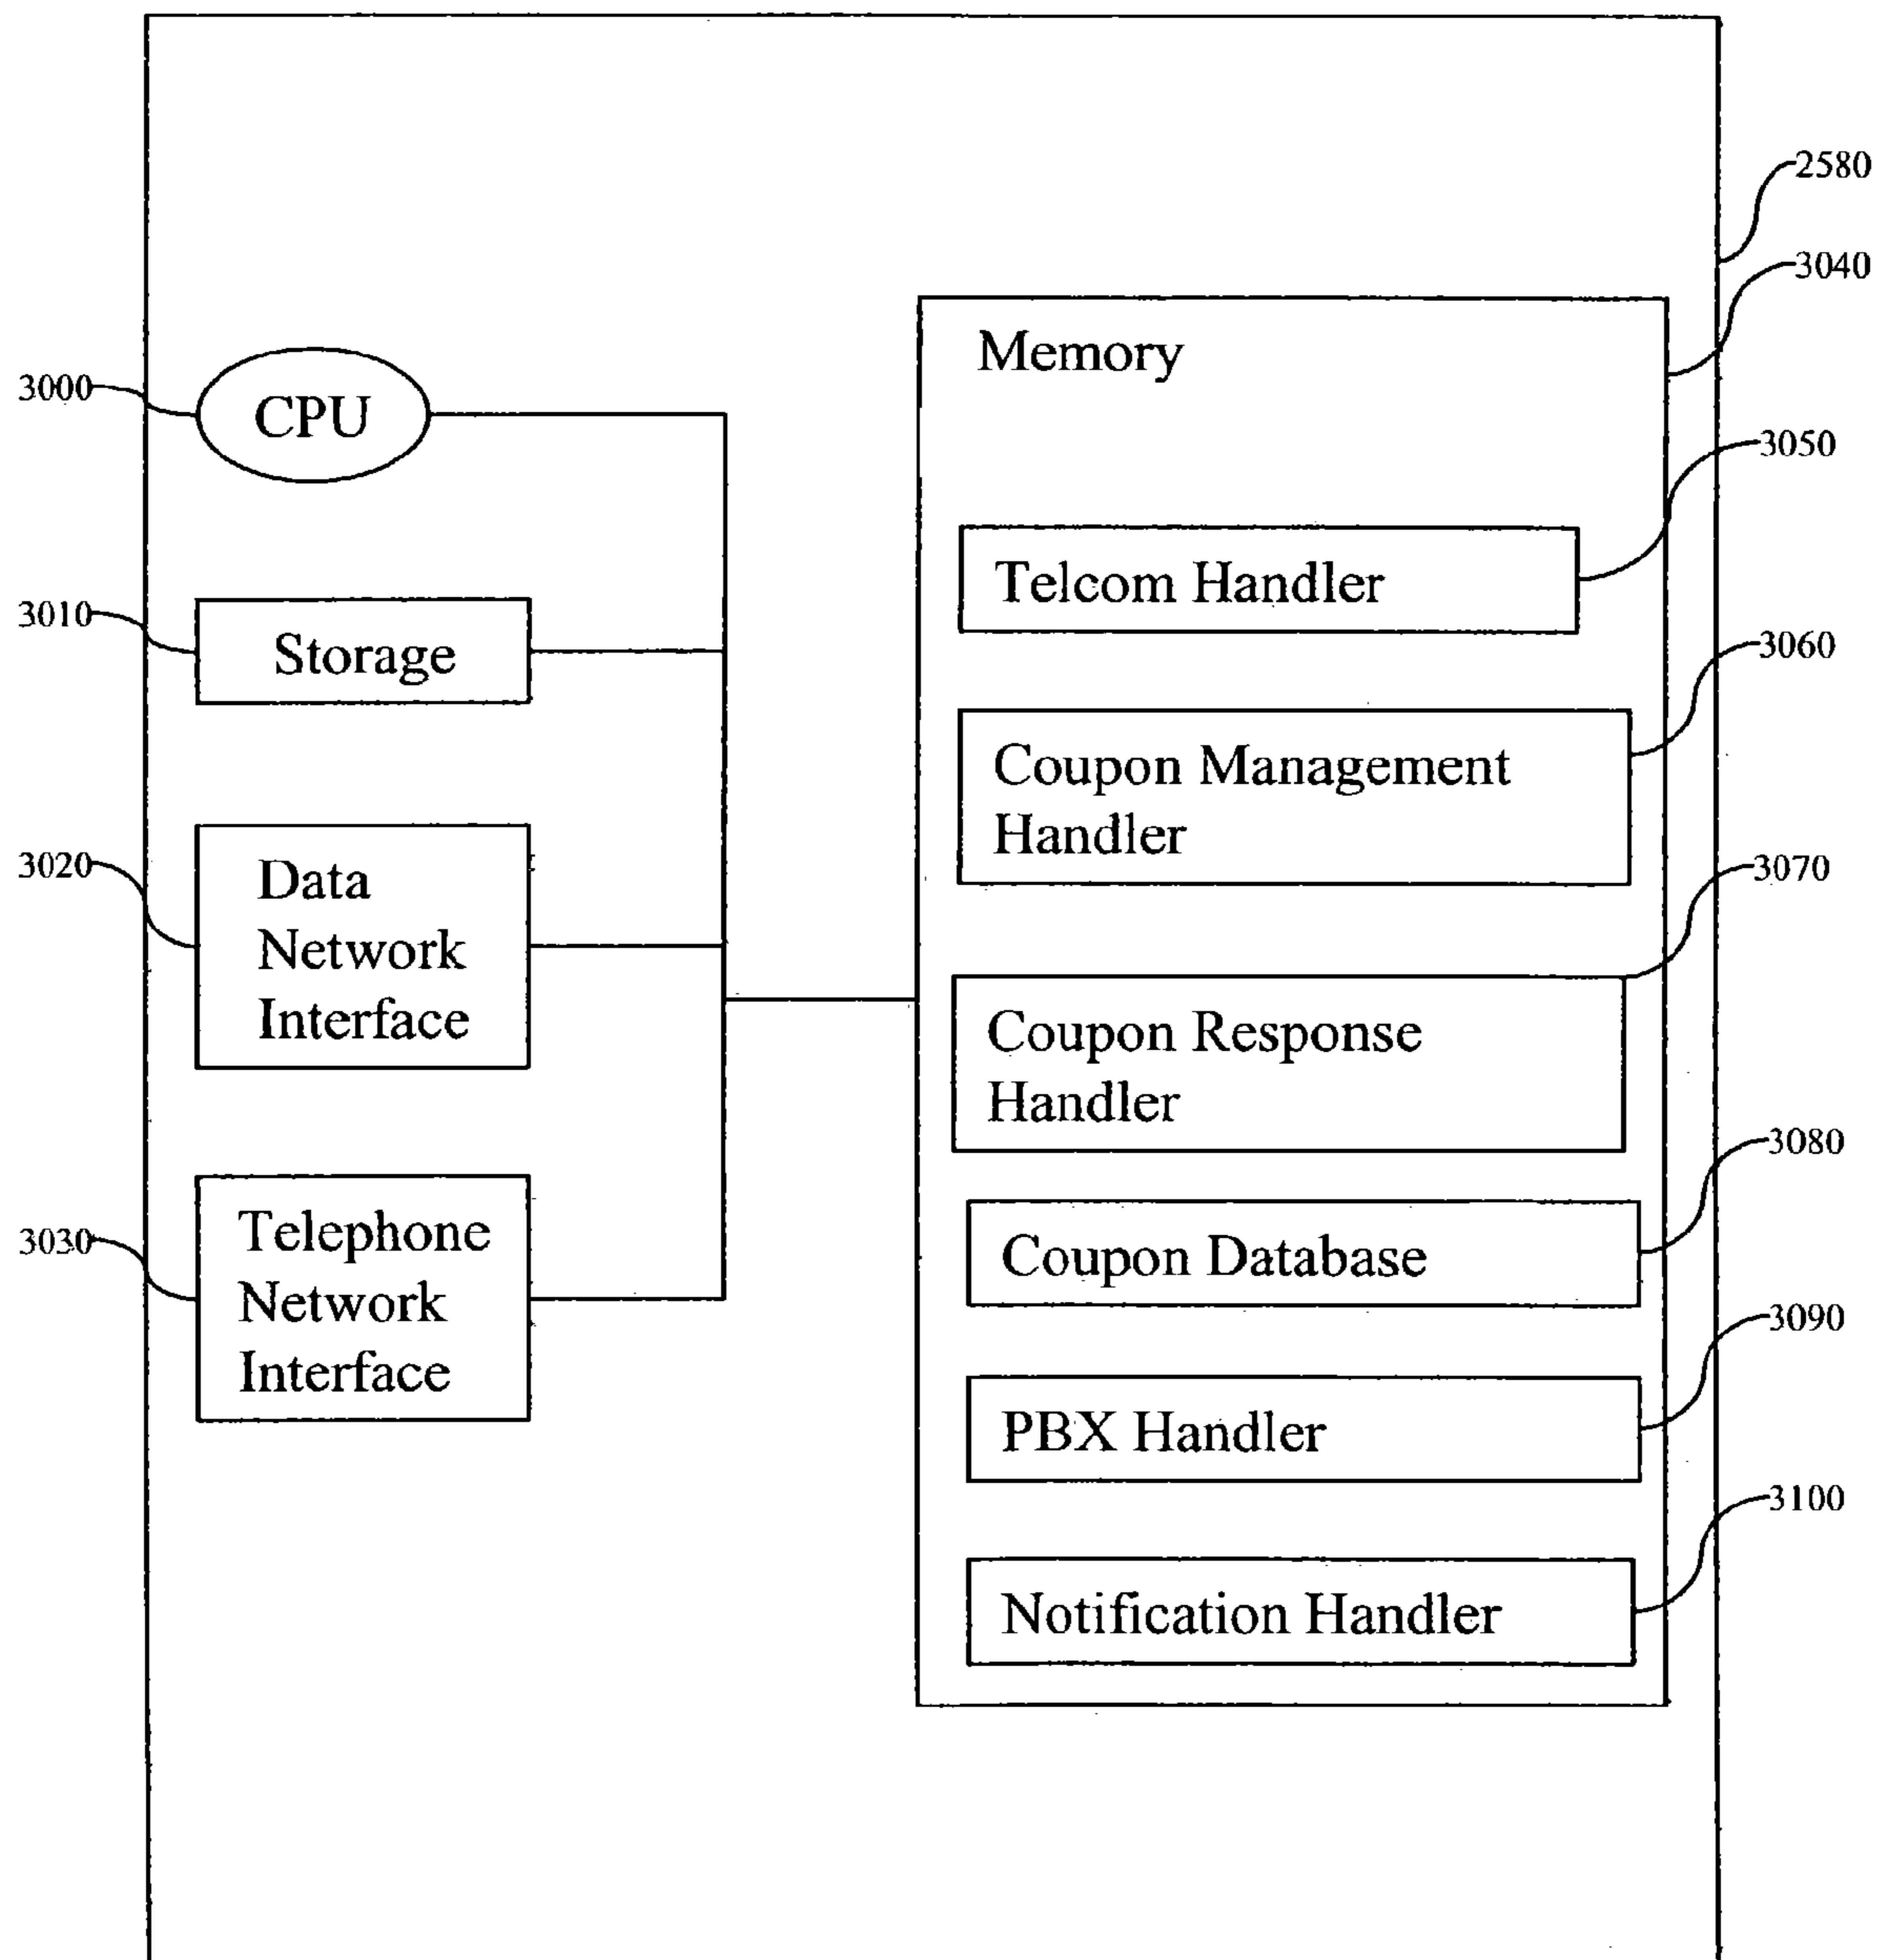 2580
3040
Memory
3000
CPU
3050
Telcom Handler
3010
Storage
3060
Coupon Management
Handler
3020
Data
Network
Interface
3070
Coupon Response
Handler
3030
Telephone
Network
Interface
3080
Coupon Database
3090
PBX Handler
3100
Notification Handler